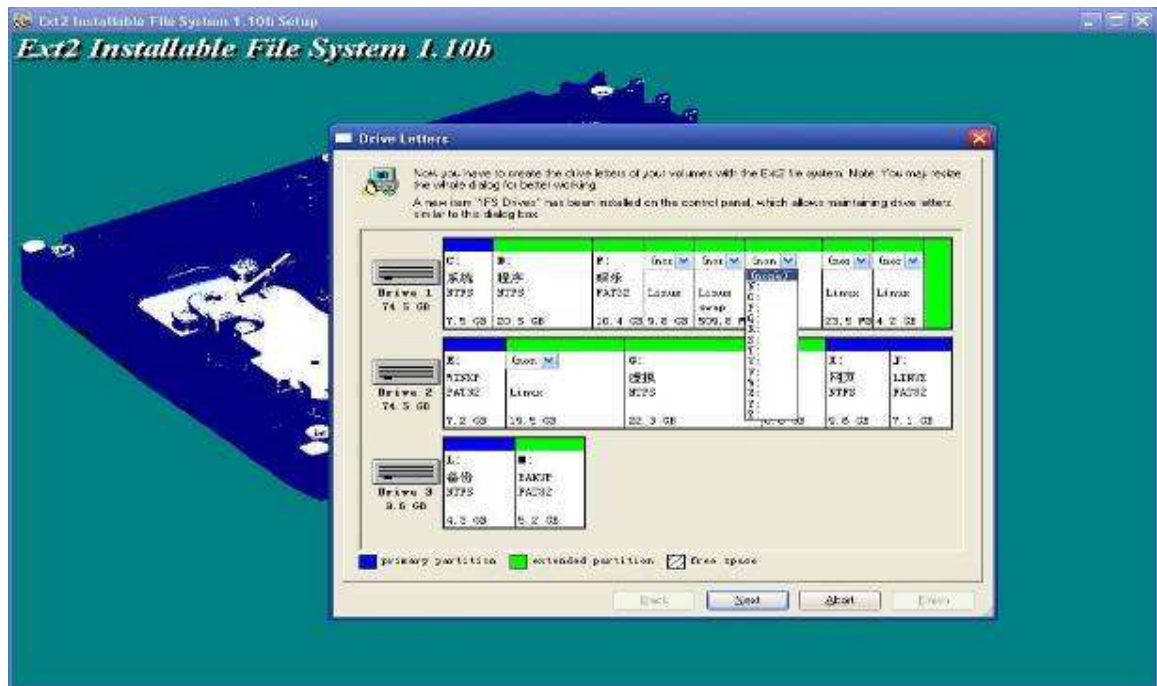 Ext2 Installable File System 1.10b Setup
Ext2 Installable File System 1.10b
Drive Letters
Now you have to create the drive letters of your volumes with the Ext2 file system. Note: You may resize
the whole dialog for better working.
A new item "IFS Drives" has been installed on the control panel, which allows maintaining drive letters
similar to this dialog box.
Drive 1
74.5 GB
C:
系统
NTFS
7.5 GB
程序
NTFS
20.5 GB
娱乐
FAT32
10.4 GB
Linux
9.8 GB
Linux
swap
(none)
Linux
Linux
4.2 GB
Drive 2
74.5 GB
WINXP
FAT32
7.2 GB
Linux
19.5 GB
G:
NTFS
22.3 GB
网页
NTFS
9.8 GB
LINUX
FAT32
7.1 GB
Drive 3
L:
备份
NTFS
BAKUP
FAT32
5.2 GB
primary partition
extended partition
free space
Back
Next
Abort
Finish